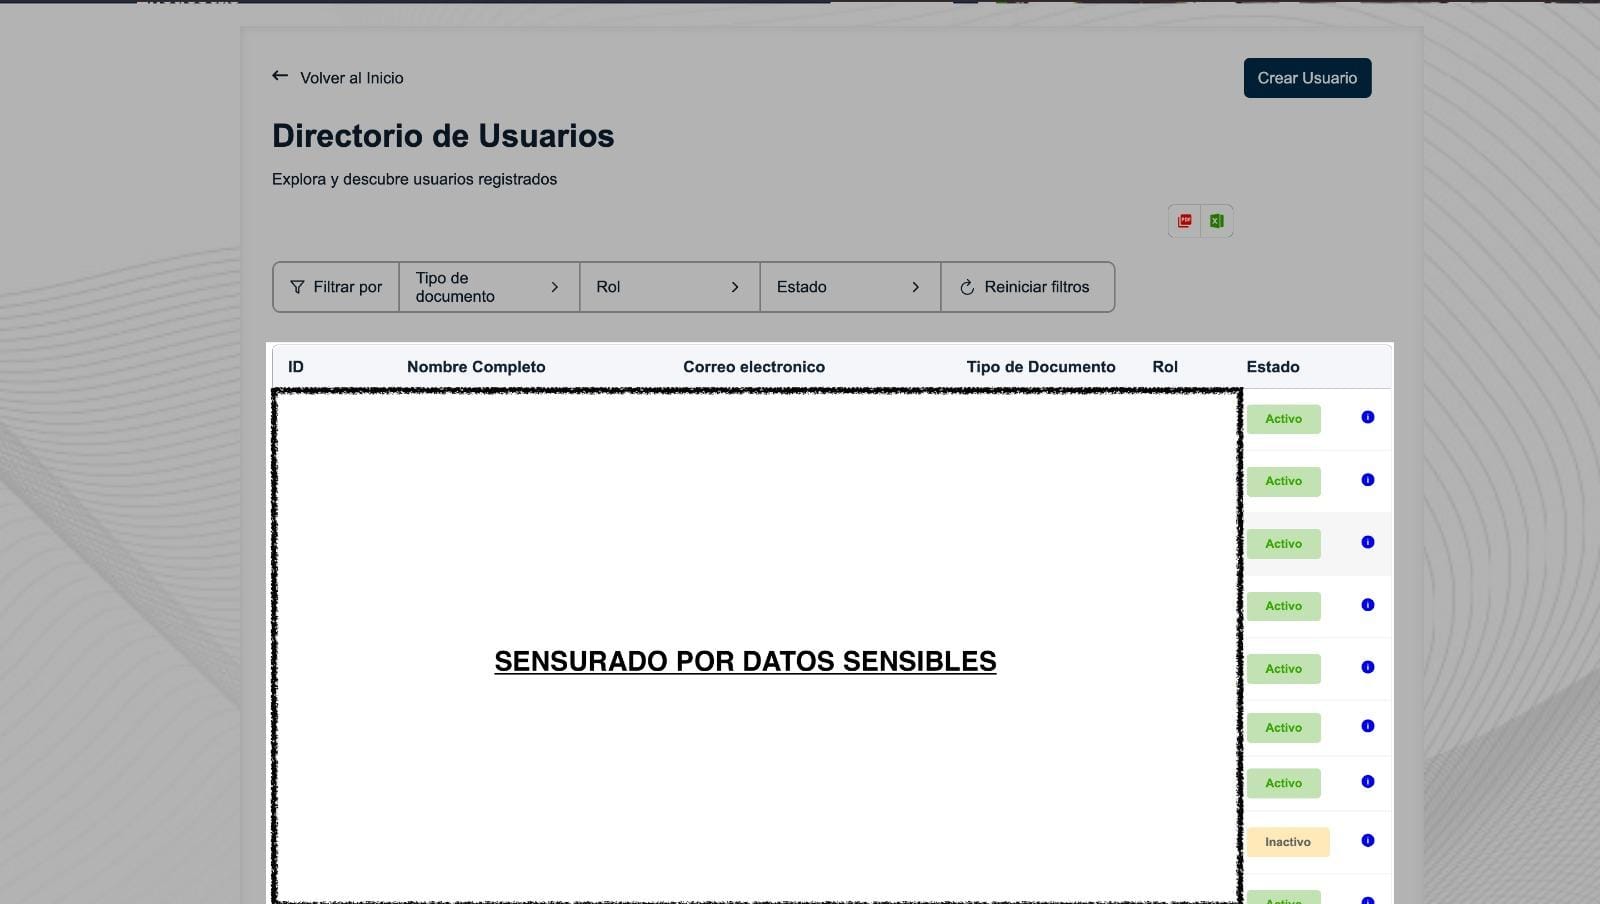 Volver al Inicio
Crear Usuario
Directorio de Usuarios
Explora y descubre usuarios registrados
PDF
X
Filtrar por
Tipo de
documento
Rol
Estado
Reiniciar filtros
ID Nombre Completo Correo electronico Tipo de Documento Rol Estado
Activo
Activo
Activo
Activo
Activo
Activo
Activo
Inactivo
Activo
SENSURADO POR DATOS SENSIBLES